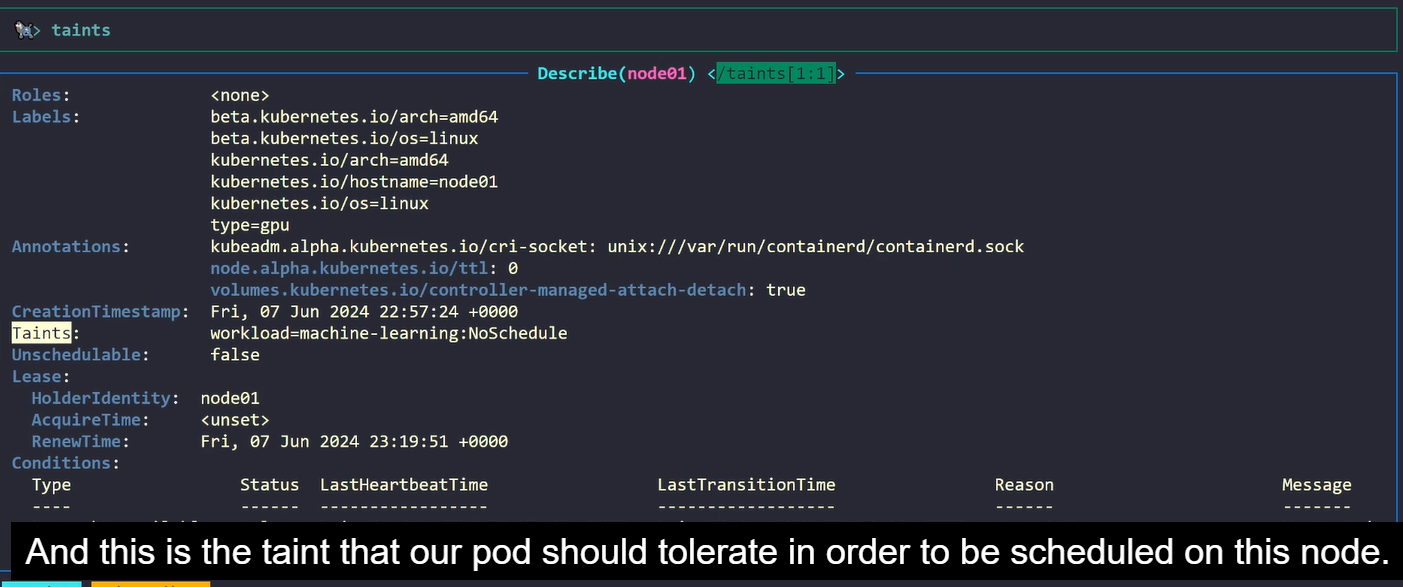 > taints
Describe(node01) </taints[1:1]>
Roles: <none>
Labels: beta.kubernetes.io/arch=amd64
beta.kubernetes.io/os=linux
kubernetes.io/arch=amd64
kubernetes.io/hostname=node01
kubernetes.io/os=linux
type=gpu
Annotations: kubeadm.alpha.kubernetes.io/cri-socket: unix:///var/run/containerd/containerd.sock
node.alpha.kubernetes.io/ttl: 0
volumes.kubernetes.io/controller-managed-attach-detach: true
CreationTimestamp: Fri, 07 Jun 2024 22:57:24 +0000
Taints: workload=machine-learning:NoSchedule
Unschedulable: false
Lease:
HolderIdentity: node01
AcquireTime: <unset>
RenewTime: Fri, 07 Jun 2024 23:19:51 +0000
Conditions:
Type Status LastHeartbeatTime LastTransitionTime Reason Message
---- ------ ----------------- ------------------ ------ -------
And this is the taint that our pod should tolerate in order to be scheduled on this node.